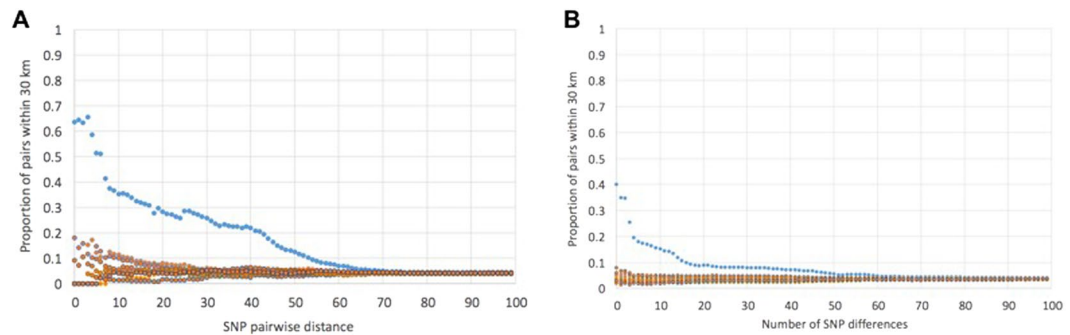 A
Proportion of pairs within 30 km
1
0.9
0.8
0.7
0.6
0.5
0.4
0.3
0.2
0.1
0
0 10 20 30 40 50 60 70 80 90 100
SNP pairwise distance
B
Proportion of pairs within 30 km
1
0.9
0.8
0.7
0.6
0.5
0.4
0.3
0.2
0.1
0
0 10 20 30 40 50 60 70 80 90 100
Number of SNP differences